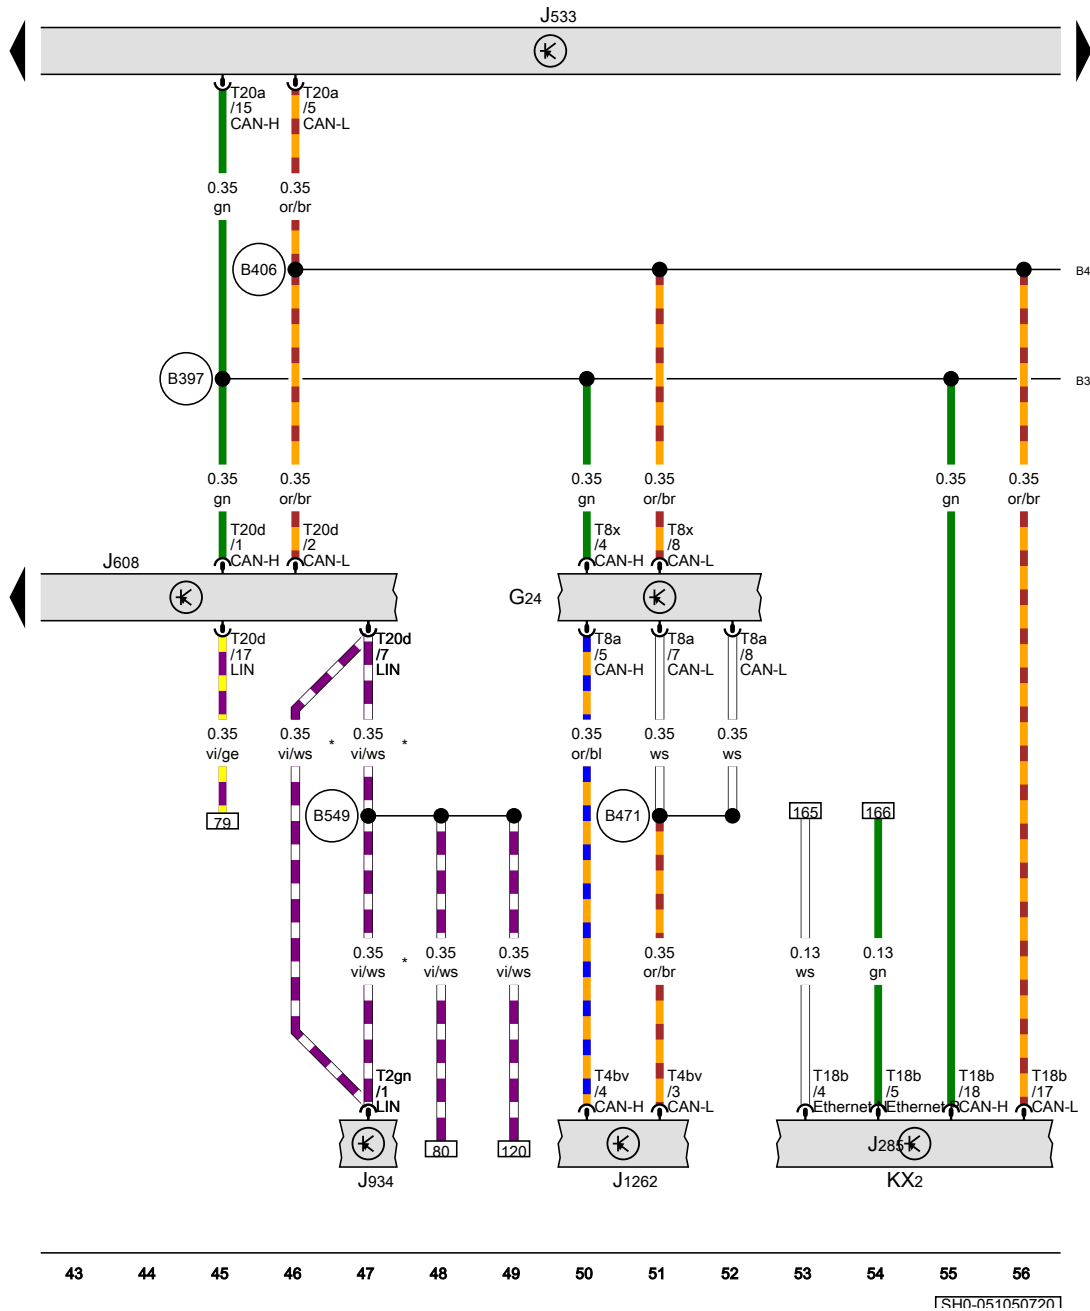 J533
T20a
/15
CAN-H
T20a
/5
CAN-L
0.35
gn
0.35
or/br
B406
B4
B397
B3
0.35
gn
0.35
or/br
0.35
gn
0.35
or/br
0.35
gn
0.35
or/br
J608
T20d
/1
CAN-H
T20d
/2
CAN-L
T8x
/4
CAN-H
T8x
/8
CAN-L
G24
T20d
/17
LIN
T20d
/7
LIN
T8a
/5
CAN-H
T8a
/7
CAN-L
T8a
/8
CAN-L
0.35
vi/ge
0.35
vi/ws
*
0.35
vi/ws
*
0.35
or/bl
0.35
ws
0.35
ws
79
B549
B471
165
166
0.35
vi/ws
*
0.35
vi/ws
0.35
vi/ws
0.35
or/br
0.13
ws
0.13
gn
T2gn
/1
LIN
T4bv
/4
CAN-H
T4bv
/3
CAN-L
T18b
/4
Ethernet
T18b
/5
Ethernet
T18b
/18
CAN-H
T18b
/17
CAN-L
J934
80
120
J1262
J285
KX2
43 44 45 46 47 48 49 50 51 52 53 54 55 56
SH0-051050720